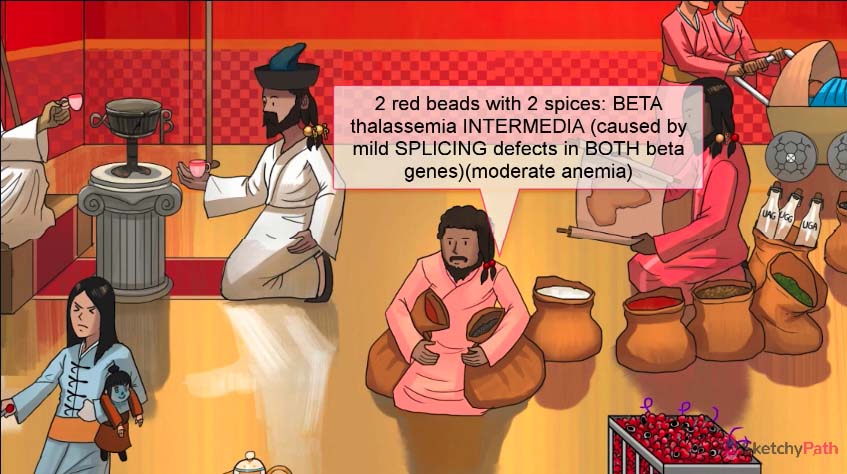 2 red beads with 2 spices: BETA
thalassemia INTERMEDIA (caused by
mild SPLICING defects in BOTH beta
genes)(moderate anemia)
UAG UGG UGA
SketchyPath